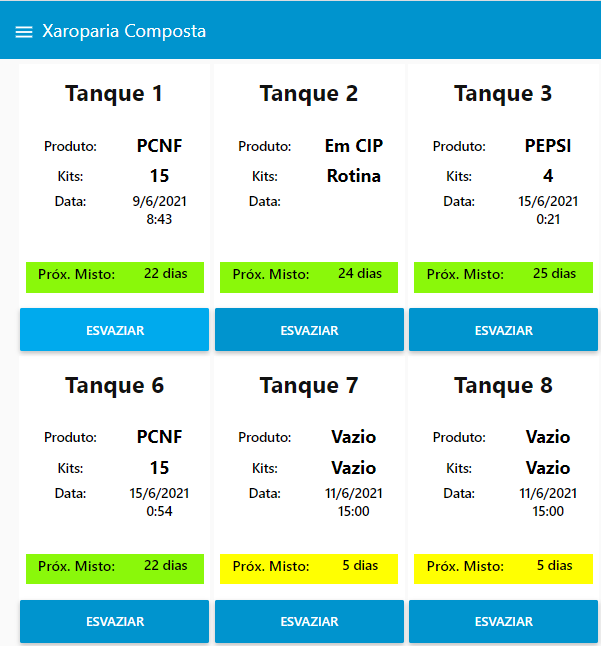 Xaroparia Composta
Tanque 1
Produto: PCNF
Kits: 15
Data: 9/6/2021
8:43
Próx. Misto: 22 dias
ESVAZIAR
Tanque 2
Produto: Em CIP
Kits: Rotina
Data:
Próx. Misto: 24 dias
ESVAZIAR
Tanque 3
Produto: PEPSI
Kits: 4
Data: 15/6/2021
0:21
Próx. Misto: 25 dias
ESVAZIAR
Tanque 6
Produto: PCNF
Kits: 15
Data: 15/6/2021
0:54
Próx. Misto: 22 dias
ESVAZIAR
Tanque 7
Produto: Vazio
Kits: Vazio
Data: 11/6/2021
15:00
Próx. Misto: 5 dias
ESVAZIAR
Tanque 8
Produto: Vazio
Kits: Vazio
Data: 11/6/2021
15:00
Próx. Misto: 5 dias
ESVAZIAR